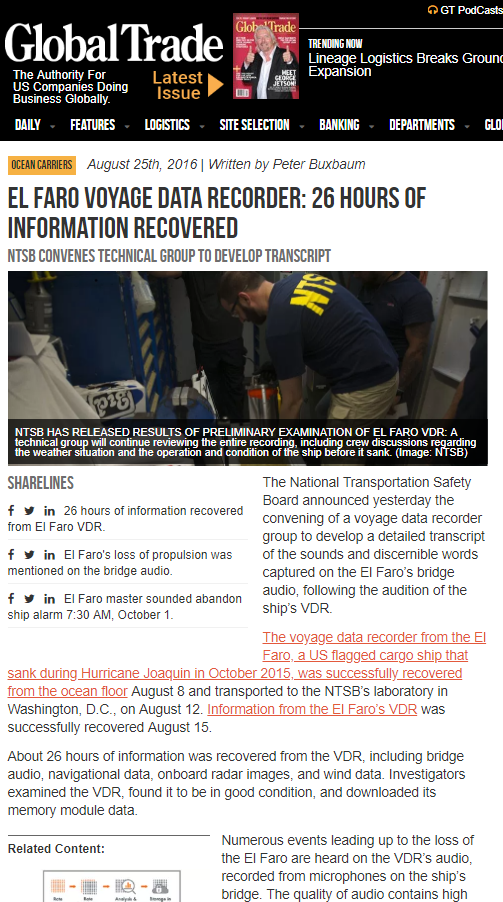 GT PodCasts
GlobalTrade
The Authority For
US Companies Doing
Business Globally.
Latest
Issue
GlobalTrade
MEET
GEORGE
JETSON!
TRENDING NOW
Lineage Logistics Breaks Ground
Expansion
DAILY FEATURES LOGISTICS SITE SELECTION BANKING DEPARTMENTS GLO
OCEAN CARRIERS August 25th, 2016 | Written by Peter Buxbaum
EL FARO VOYAGE DATA RECORDER: 26 HOURS OF
INFORMATION RECOVERED
NTSB CONVENES TECHNICAL GROUP TO DEVELOP TRANSCRIPT
NTS
NTSB HAS RELEASED RESULTS OF PRELIMINARY EXAMINATION OF EL FARO VDR: A
technical group will continue reviewing the entire recording, including crew discussions regarding
the weather situation and the operation and condition of the ship before it sank. (Image: NTSB)
SHARELINES
26 hours of information recovered
from El Faro VDR.
El Faro's loss of propulsion was
mentioned on the bridge audio.
El Faro master sounded abandon
ship alarm 7:30 AM, October 1.
The National Transportation Safety
Board announced yesterday the
convening of a voyage data recorder
group to develop a detailed transcript
of the sounds and discernible words
captured on the El Faro's bridge
audio, following the audition of the
ship's VDR.
The voyage data recorder from the El
Faro, a US flagged cargo ship that
sank during Hurricane Joaquin in October 2015, was successfully recovered
from the ocean floor August 8 and transported to the NTSB's laboratory in
Washington, D.C., on August 12. Information from the El Faro's VDR was
successfully recovered August 15.
About 26 hours of information was recovered from the VDR, including bridge
audio, navigational data, onboard radar images, and wind data. Investigators
examined the VDR, found it to be in good condition, and downloaded its
memory module data.
Related Content:
Numerous events leading up to the loss of
the El Faro are heard on the VDR's audio,
recorded from microphones on the ship's
bridge. The quality of audio contains high